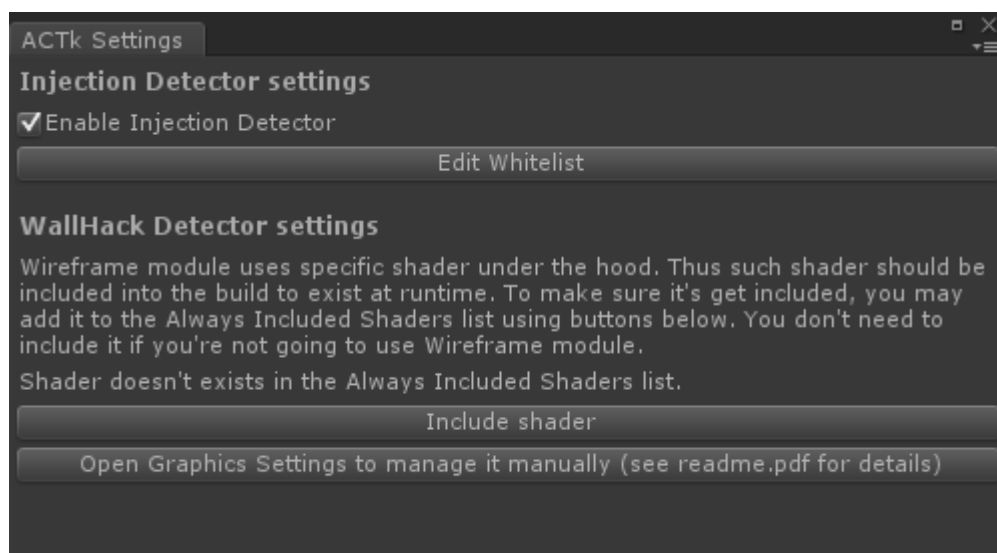 ACTk Settings
Injection Detector settings
Enable Injection Detector
Edit Whitelist
WallHack Detector settings
Wireframe module uses specific shader under the hood. Thus such shader should be
included into the build to exist at runtime. To make sure it's get included, you may
add it to the Always Included Shaders list using buttons below. You don't need to
include it if you're not going to use Wireframe module.
Shader doesn't exists in the Always Included Shaders list.
Include shader
Open Graphics Settings to manage it manually (see readme.pdf for details)